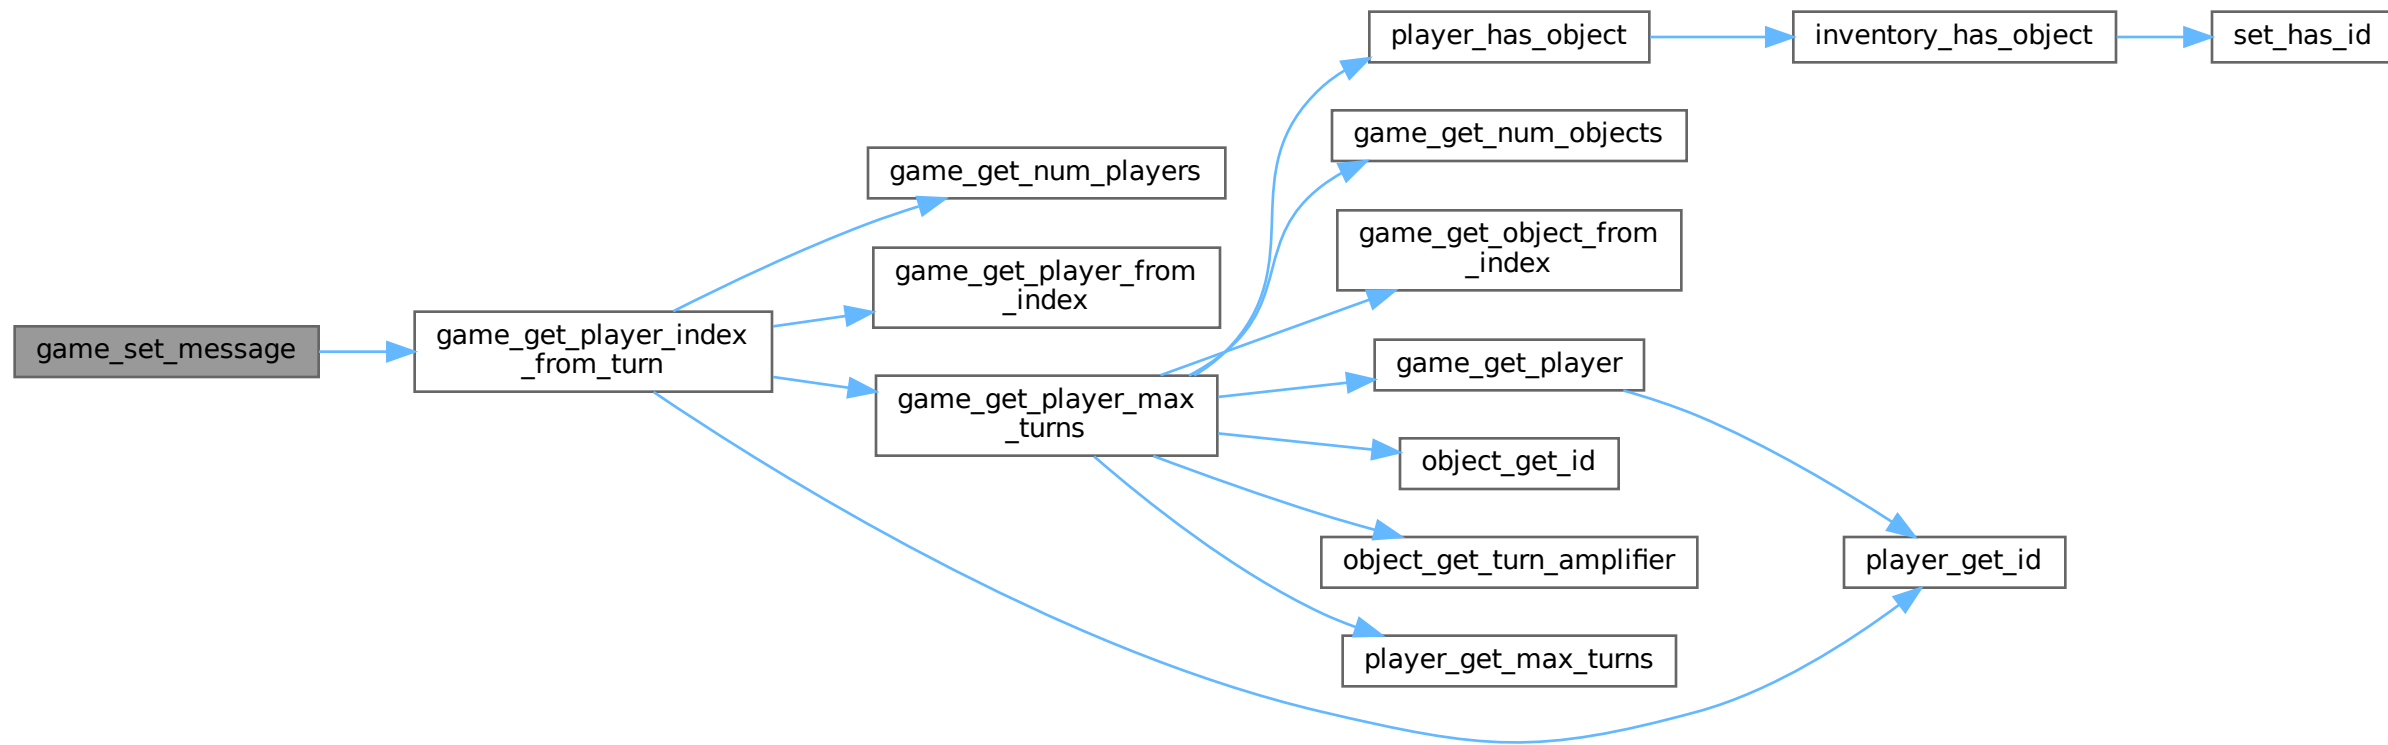 game_set_message
game_get_player_index
_from_turn
game_get_num_players
game_get_player_from
_index
game_get_player_max
_turns
player_has_object
game_get_num_objects
game_get_object_from
_index
game_get_player
object_get_id
object_get_turn_amplifier
player_get_max_turns
inventory_has_object
player_get_id
set_has_id